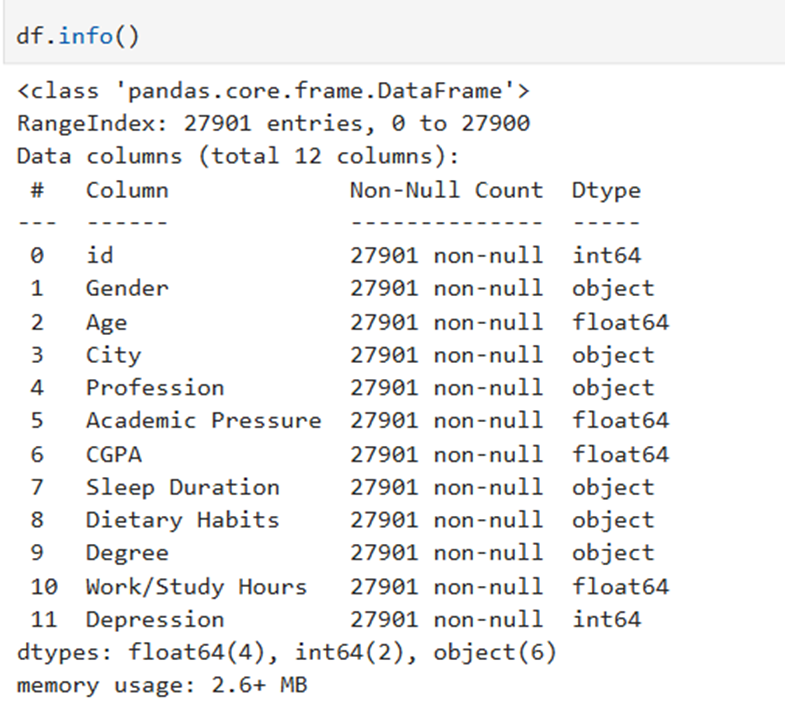 df.info()
<class 'pandas.core.frame.DataFrame'>
RangeIndex: 27901 entries, 0 to 27900
Data columns (total 12 columns):
 #   Column             Non-Null Count  Dtype
---  ------             --------------  -----
 0   id                 27901 non-null  int64
 1   Gender             27901 non-null  object
 2   Age                27901 non-null  float64
 3   City               27901 non-null  object
 4   Profession         27901 non-null  object
 5   Academic Pressure  27901 non-null  float64
 6   CGPA               27901 non-null  float64
 7   Sleep Duration     27901 non-null  object
 8   Dietary Habits     27901 non-null  object
 9   Degree             27901 non-null  object
 10  Work/Study Hours   27901 non-null  float64
 11  Depression         27901 non-null  int64
dtypes: float64(4), int64(2), object(6)
memory usage: 2.6+ MB